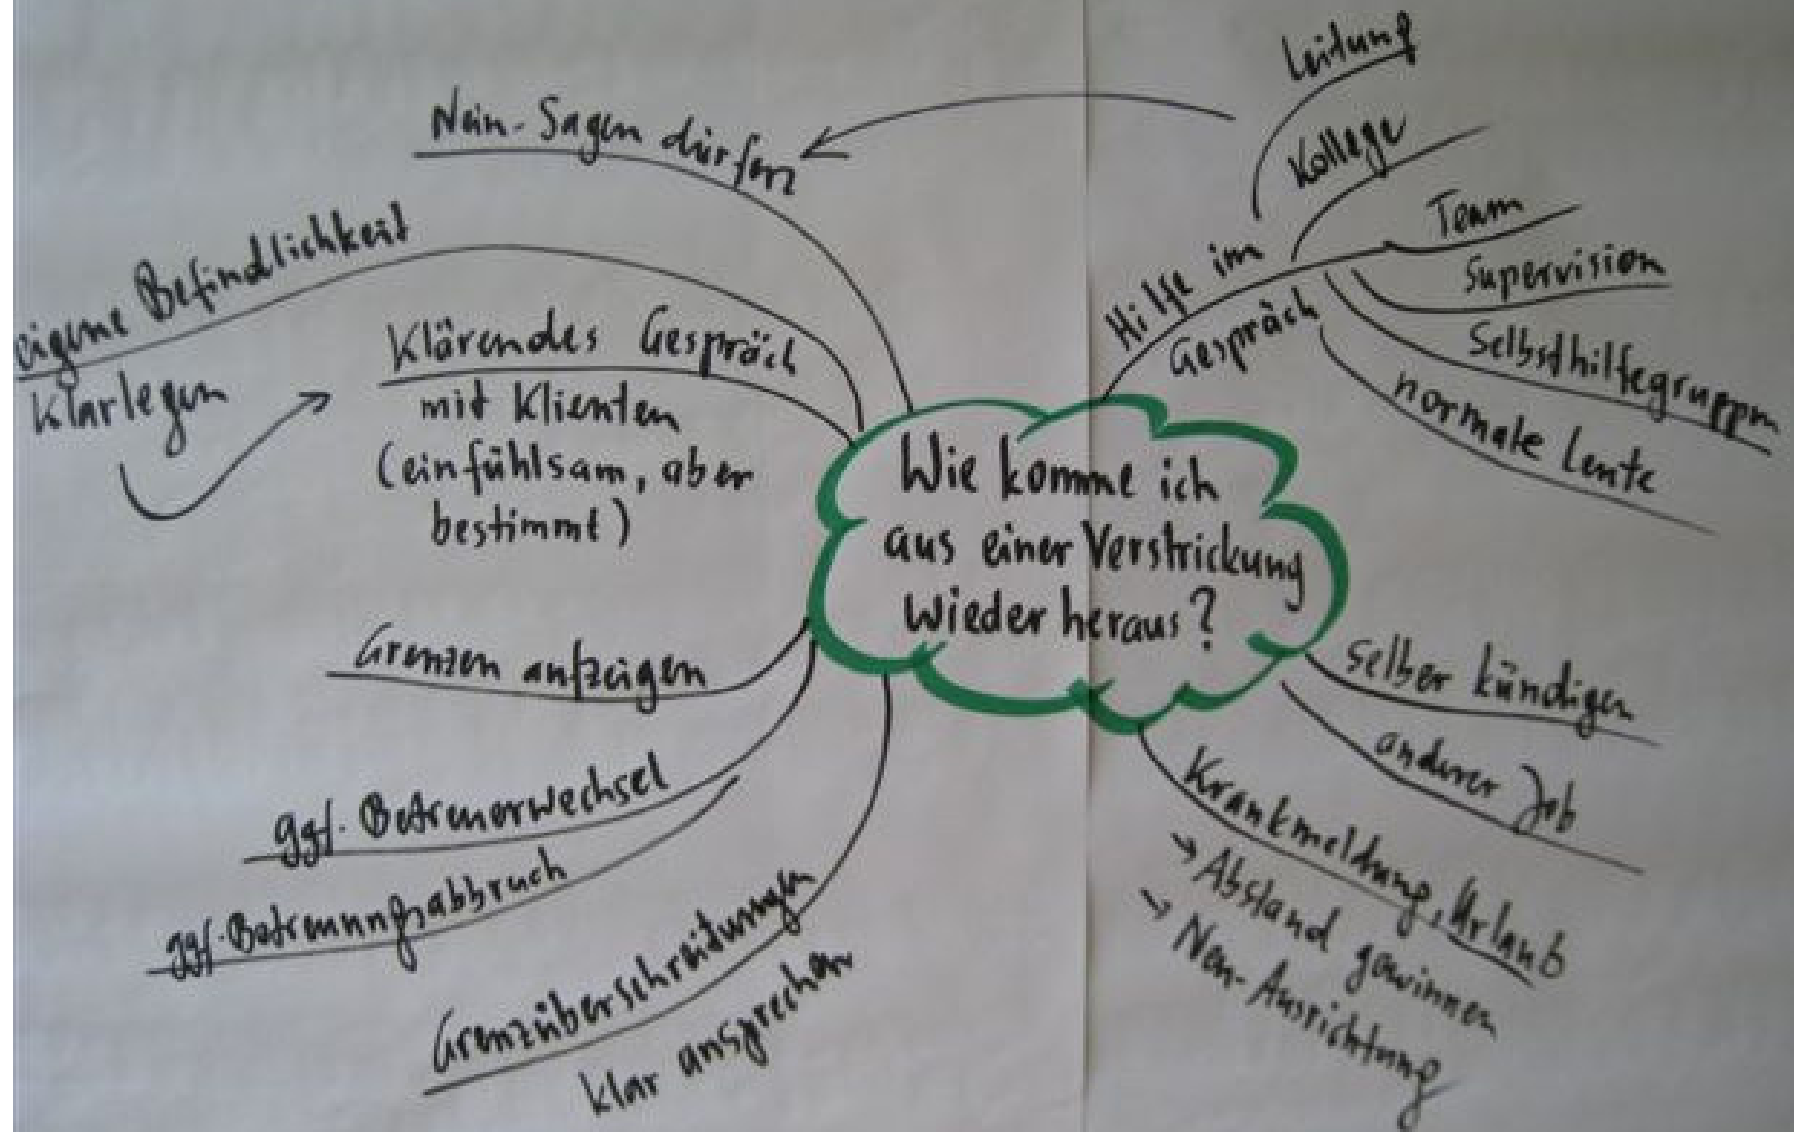 Wie komme ich
aus einer Verstrickung
wieder heraus?
Hilfe im
Gespräch
Leitung
Kollege
Team
Supervision
Selbsthilfegruppen
normale Leute
selber kündigen
anderer Job
Krankmeldung, Urlaub
→ Abstand gewinnen
→ Neu-Ausrichtung
Grenzüberschreitungen
klar ansprechen
ggf. Betreuungsabbruch
ggf. Betreuerwechsel
Grenzen aufzeigen
Klärendes Gespräch
mit Klienten
(einfühlsam, aber
bestimmt)
eigene Befindlichkeit
klarlegen
Nein-Sagen dürfen